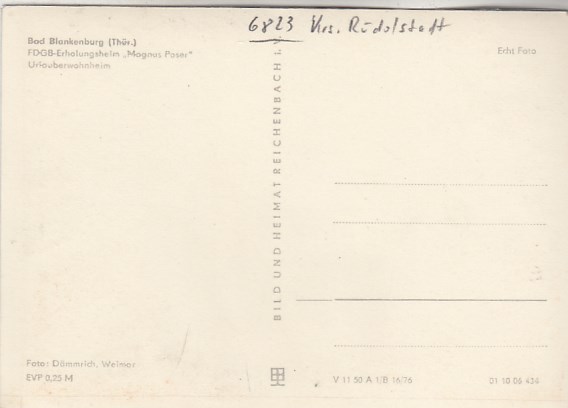 6823 Krs. Rudolstadt
Bad Blankenburg (Thür.)
FDGB-Erholungsheim „Magnus Poser"
Urlauberwohnheim
Echt Foto
BILD UND HEIMAT REICHENBACH I. V.
Foto: Dämmrich, Weimar
EVP 0,25 M
V 11 50 A 1/B 16/76
01 10 06 434